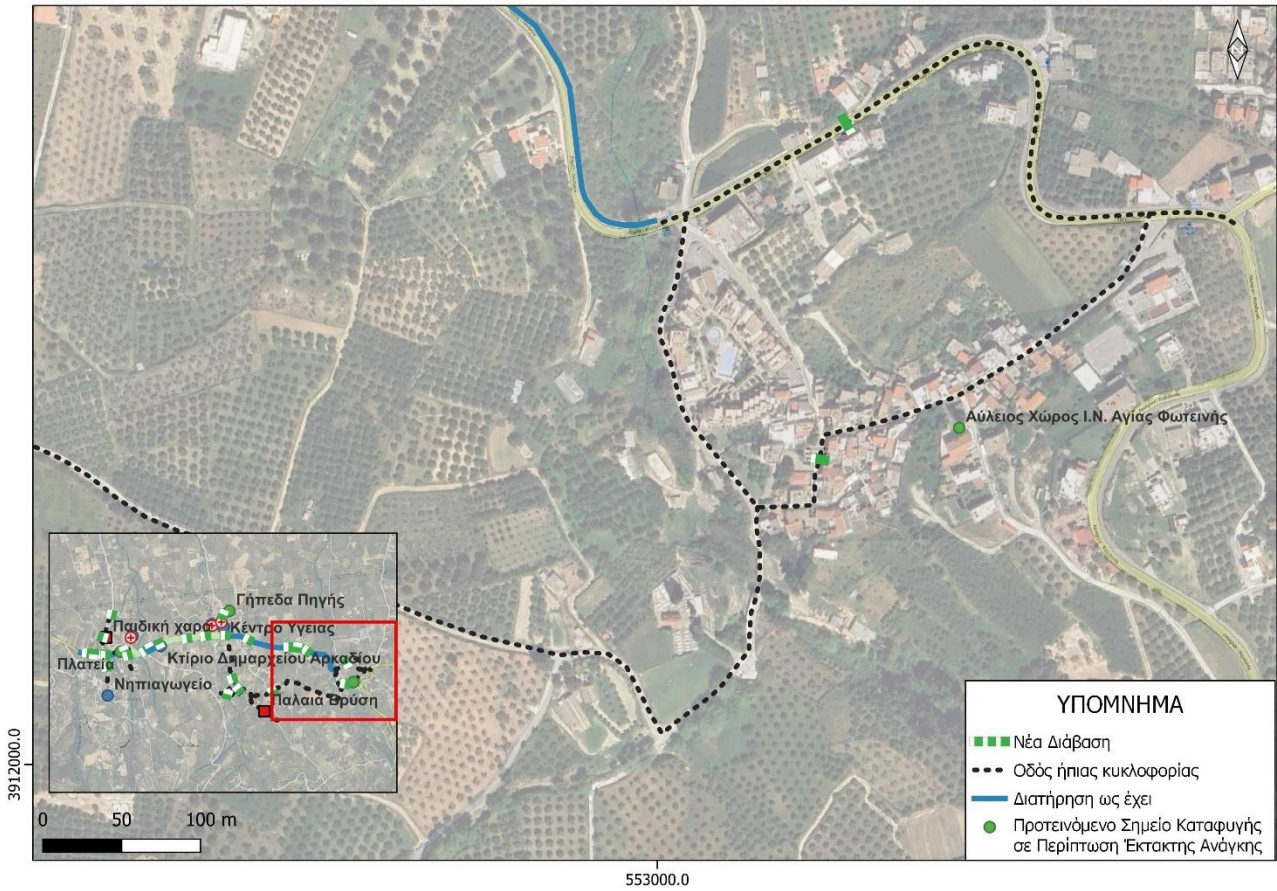 Αύλειος Χώρος Ι.Ν. Αγίας Φωτεινής
Γήπεδα Πηγής
Παιδική χαρά
Κέντρο Υγειας
Πλατεία
Κτίριο Δημαρχείου Αρκαδίου
Νηπιαγωγείο
Παλαιά Βρύση
ΥΠΟΜΝΗΜΑ
Νέα Διάβαση
Οδός ήπιας κυκλοφορίας
Διατήρηση ως έχει
Προτεινόμενο Σημείο Καταφυγής
σε Περίπτωση Έκτακτης Ανάγκης
0 50 100 m
3912000.0
553000.0